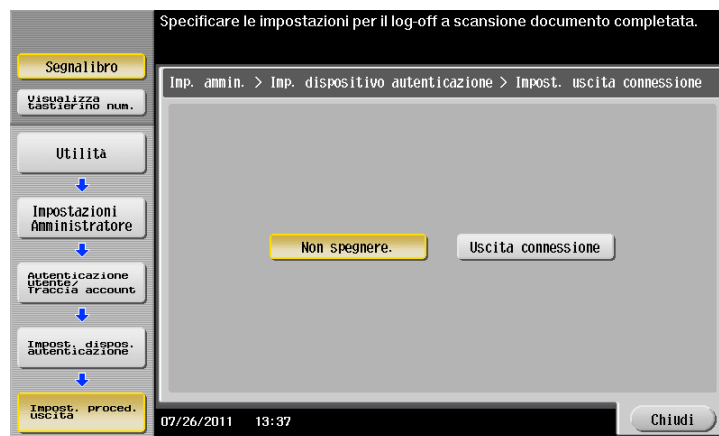 Specificare le impostazioni per il log-off a scansione documento completata.
Segnalibro
Visualizza
tastierino num.
Imp. ammin. > Imp. dispositivo autenticazione > Impost. uscita connessione
Utilità
Impostazioni
Amministratore
Autenticazione
utente/
Traccia account
Impost. dispos.
autenticazione
Impost. proced.
uscita
Non spegnere.
Uscita connessione
07/26/2011 13:37
Chiudi